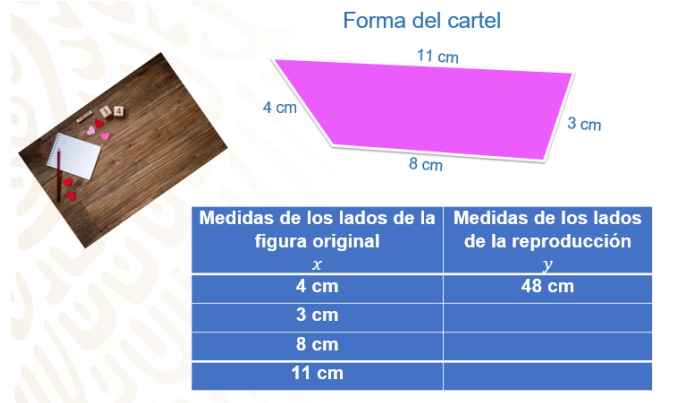 Forma del cartel
11 cm
4 cm
3 cm
8 cm
Medidas de los lados de la figura original
x
Medidas de los lados de la reproducción
y
4 cm
48 cm
3 cm
8 cm
11 cm